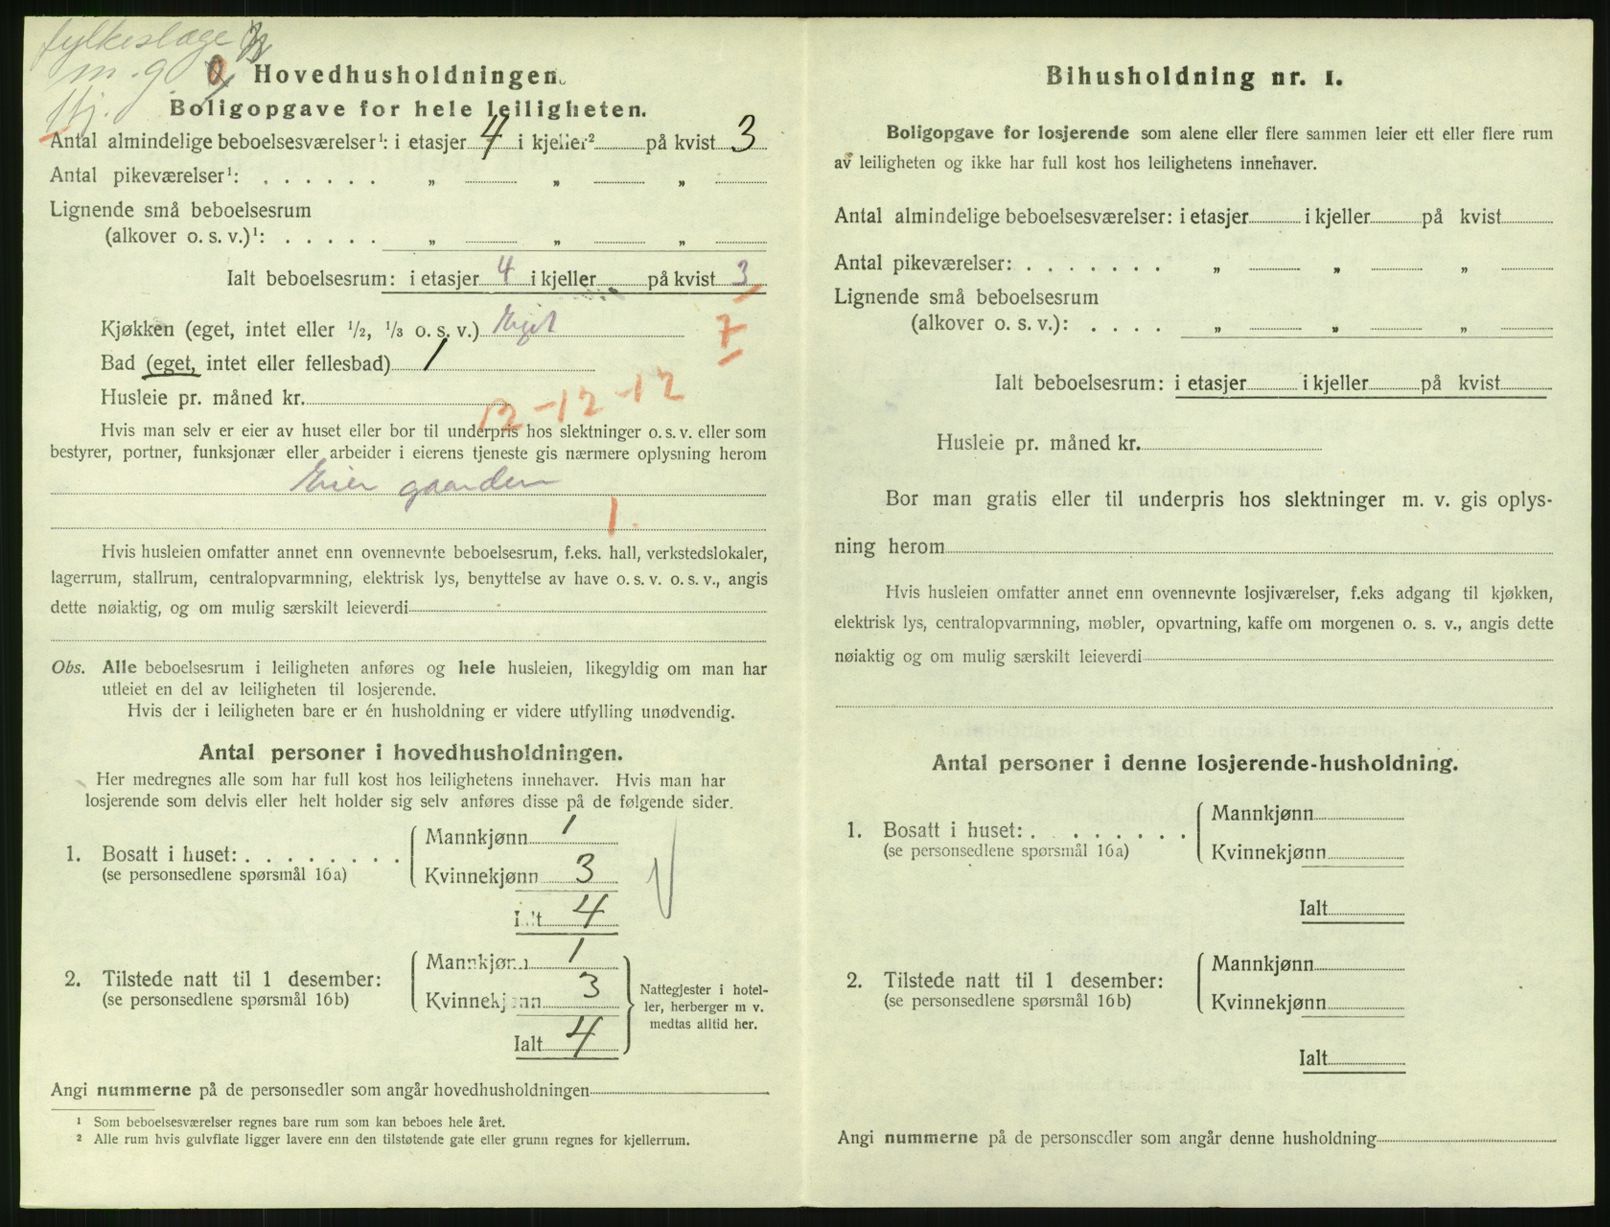 fylkeslæge
m. g.
Hovedhusholdningen.
Boligopgave for hele leiligheten.
Antal almindelige beboelsesværelser¹: i etasjer 4 i kjeller² på kvist 3
Antal pikeværelser¹: . . . . . . „ „ „
Lignende små beboelsesrum
(alkover o. s. v.)¹: . . . . . „ „ „
Ialt beboelsesrum: i etasjer 4 i kjeller på kvist 3
Kjøkken (eget, intet eller ½, ⅓ o. s. v.) Eiget 7
Bad (eget, intet eller fellesbad) 1
Husleie pr. måned kr.
12-12-12
Hvis man selv er eier av huset eller bor til underpris hos slektninger o. s. v. eller som
bestyrer, portner, funksjonær eller arbeider i eierens tjeneste gis nærmere oplysning herom
Eier gaarden
1.
Hvis husleien omfatter annet enn ovennevnte beboelsesrum, f.eks. hall, verkstedslokaler,
lagerrum, stallrum, centralopvarmning, elektrisk lys, benyttelse av have o. s. v. o. s. v., angis
dette nøiaktig, og om mulig særskilt leieverdi
Obs. Alle beboelsesrum i leiligheten anføres og hele husleien, likegyldig om man har
utleiet en del av leiligheten til losjerende.
Hvis der i leiligheten bare er én husholdning er videre utfylling unødvendig.
Antal personer i hovedhusholdningen.
Her medregnes alle som har full kost hos leilighetens innehaver. Hvis man har
losjerende som delvis eller helt holder sig selv anføres disse på de følgende sider.
1. Bosatt i huset: . . . . . . . .
(se personsedlene spørsmål 16a)
Mannkjønn 1
Kvinnekjønn 3
Ialt 4
2. Tilstede natt til 1 desember:
(se personsedlene spørsmål 16b)
Mannkjønn 1
Kvinnekjønn 3
Ialt 4
Nattegjester i hotel-
ler, herberger m v.
medtas alltid her.
Angi nummerne på de personsedler som angår hovedhusholdningen
¹ Som beboelsesværelser regnes bare rum som kan beboes hele året.
² Alle rum hvis gulvflate ligger lavere enn den tilstøtende gate eller grunn regnes for kjellerrum.
Bihusholdning nr. 1.
Boligopgave for losjerende som alene eller flere sammen leier ett eller flere rum
av leiligheten og ikke har full kost hos leilighetens innehaver.
Antal almindelige beboelsesværelser: i etasjer i kjeller på kvist
Antal pikeværelser: . . . . . . . „ „ „
Lignende små beboelsesrum
(alkover o. s. v.): . . . . „ „ „
Ialt beboelsesrum: i etasjer i kjeller på kvist
Husleie pr. måned kr.
Bor man gratis eller til underpris hos slektninger m. v. gis oplys-
ning herom
Hvis husleien omfatter annet enn ovennevnte losjiværelser, f.eks adgang til kjøkken,
elektrisk lys, centralopvarmning, møbler, opvartning, kaffe om morgenen o. s. v., angis dette
nøiaktig og om mulig særskilt leieverdi
Antal personer i denne losjerende-husholdning.
1. Bosatt i huset: . . . . . . .
(se personsedlene spørsmål 16a)
Mannkjønn
Kvinnekjønn
Ialt
2. Tilstede natt til 1 desember:
(se personsedlene spørsmål 16b)
Mannkjønn
Kvinnekjønn
Ialt
Angi nummerne på de personsedler som angår denne husholdning